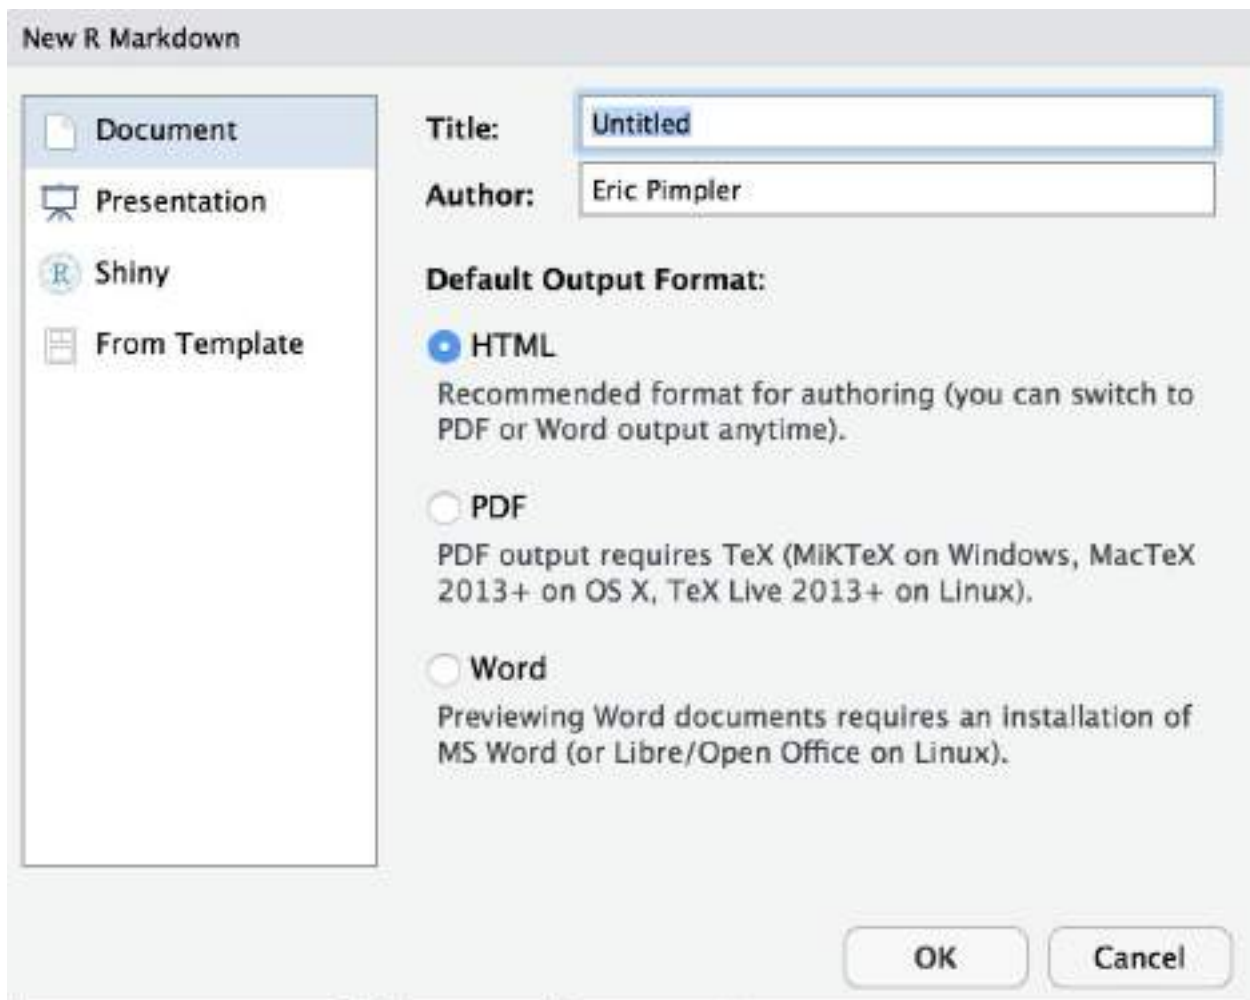 New R Markdown
Document
Presentation
Shiny
From Template
Title:
Untitled
Author:
Eric Pimpler
Default Output Format:
HTML
Recommended format for authoring (you can switch to
PDF or Word output anytime).
PDF
PDF output requires TeX (MiKTeX on Windows, MacTeX
2013+ on OS X, TeX Live 2013+ on Linux).
Word
Previewing Word documents requires an installation of
MS Word (or Libre/Open Office on Linux).
OK
Cancel